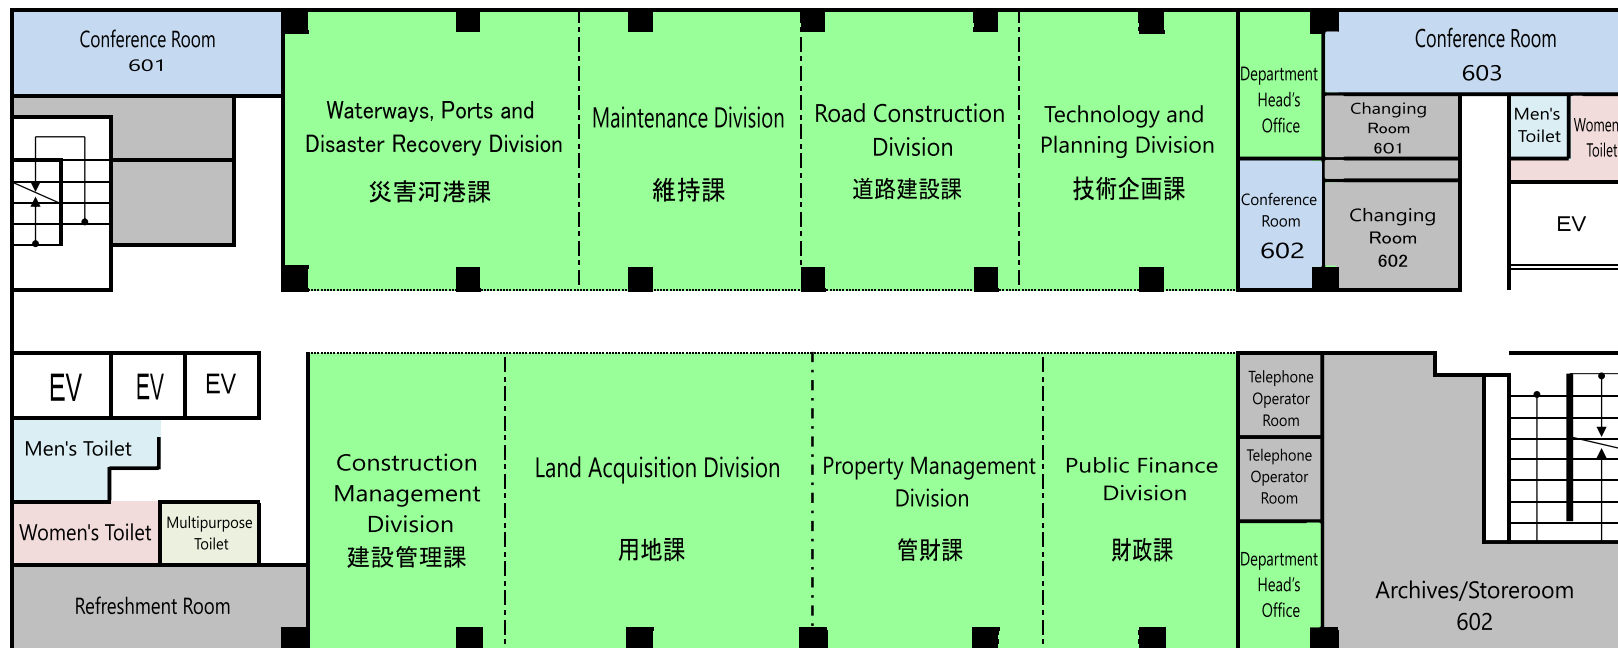 Conference Room
601
Waterways, Ports and
Disaster Recovery Division
災害河港課
Maintenance Division
維持課
Road Construction
Division
道路建設課
Technology and
Planning Division
技術企画課
Department
Head's
Office
Conference
Room
602
Conference Room
603
Changing
Room
601
Changing
Room
602
Men's
Toilet
Women
Toilet
EV
EV
EV
EV
Men's Toilet
Women's Toilet
Multipurpose
Toilet
Refreshment Room
Construction
Management
Division
建設管理課
Land Acquisition Division
用地課
Property Management
Division
管財課
Public Finance
Division
財政課
Telephone
Operator
Room
Telephone
Operator
Room
Department
Head's
Office
Archives/Storeroom
602